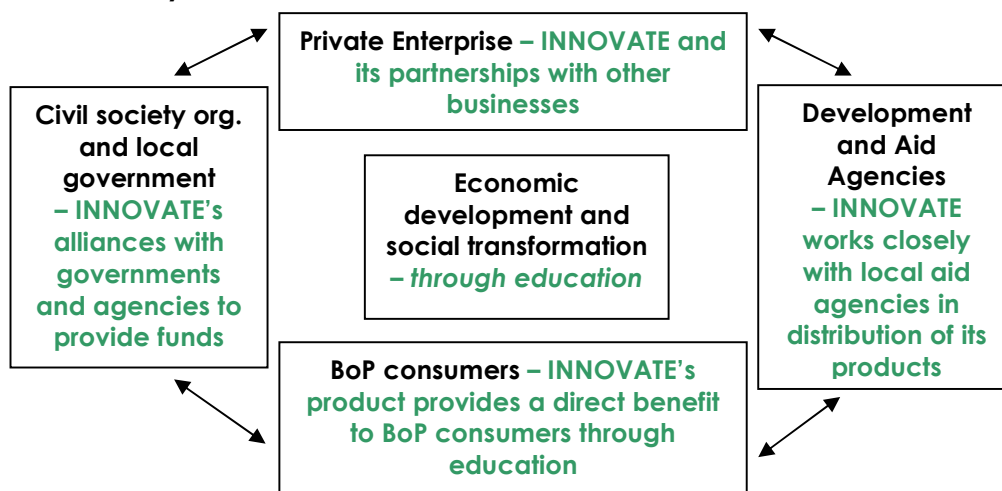 Private Enterprise – INNOVATE and
its partnerships with other
businesses
Civil society org.
and local
government
– INNOVATE's
alliances with
governments
and agencies to
provide funds
Economic
development and
social transformation
– through education
Development
and Aid
Agencies
– INNOVATE
works closely
with local aid
agencies in
distribution of its
products
BoP consumers – INNOVATE's
product provides a direct benefit
to BoP consumers through
education